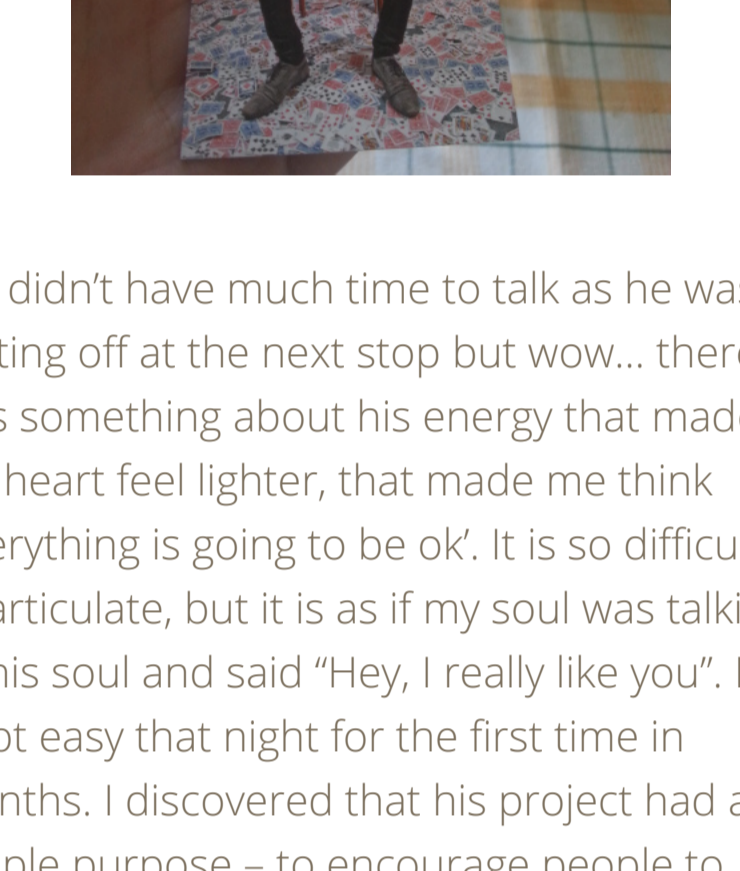 didn’t have much time to talk as he was
ting off at the next stop but wow… there
s something about his energy that made
heart feel lighter, that made me think
erything is going to be ok’. It is so difficu
articulate, but it is as if my soul was talki
his soul and said “Hey, I really like you”. I
pt easy that night for the first time in
nths. I discovered that his project had a
ple purpose – to encourage people to